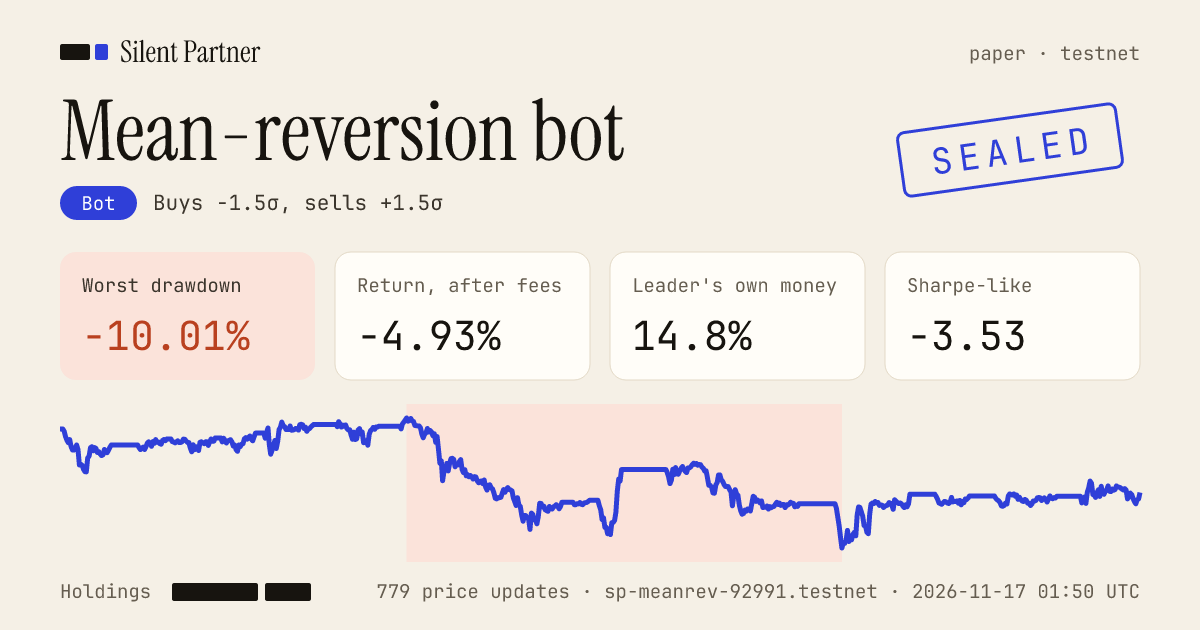 Silent Partner
paper · testnet
Mean-reversion bot
SEALED
Bot
Buys -1.5σ, sells +1.5σ
Worst drawdown
-10.01%
Return, after fees
-4.93%
Leader's own money
14.8%
Sharpe-like
-3.53
Holdings
779 price updates · sp-meanrev-92991.testnet · 2026-11-17 01:50 UTC